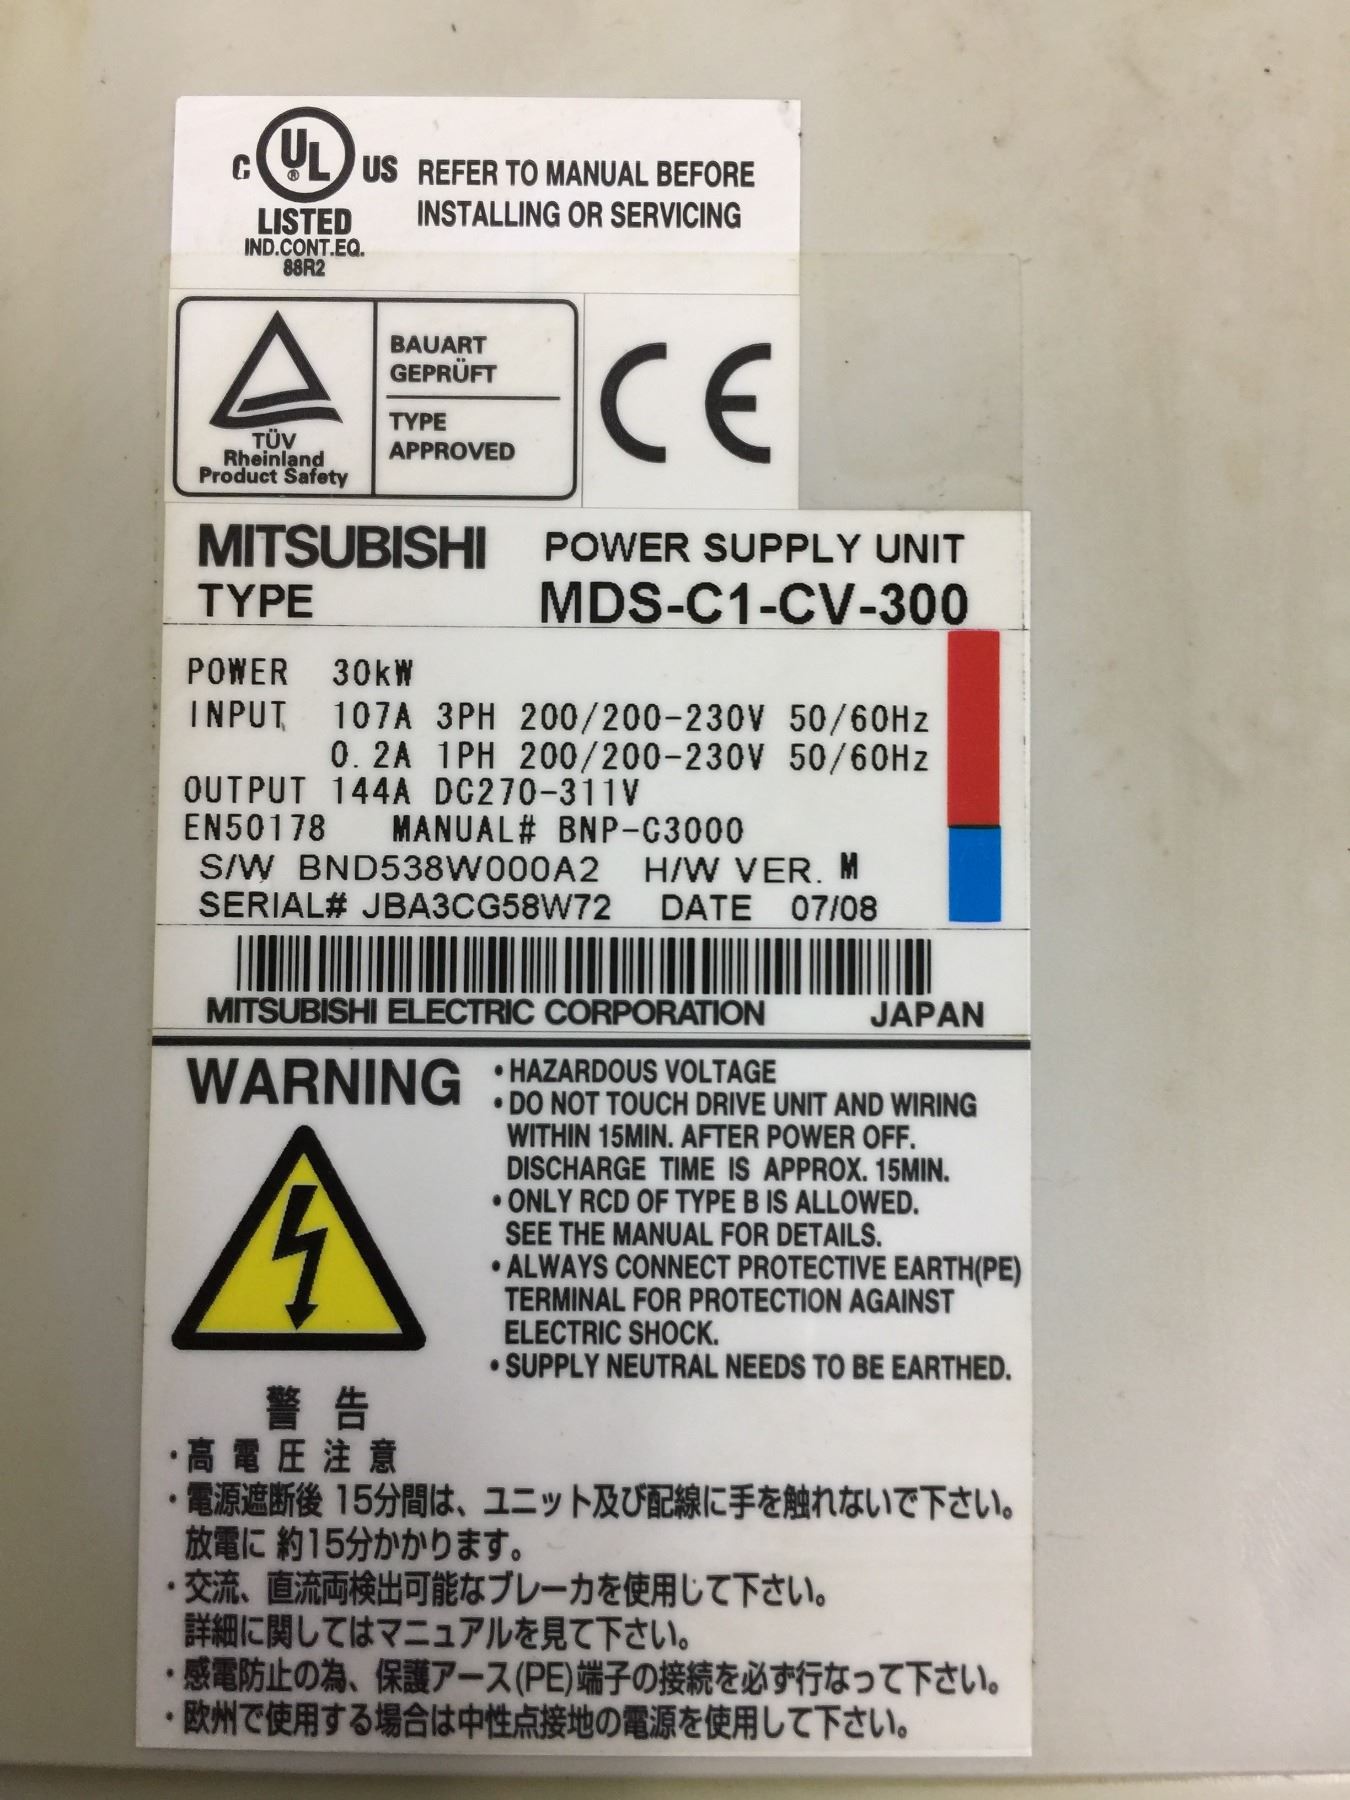 C UL® US
LISTED
IND.CONT.EQ.
88R2
REFER TO MANUAL BEFORE
INSTALLING OR SERVICING
TÜV
Rheinland
Product Safety
BAUART
GEPRÜFT
TYPE
APPROVED
CE
MITSUBISHI POWER SUPPLY UNIT
TYPE MDS-C1-CV-300
POWER 30kW
INPUT 107A 3PH 200/200-230V 50/60Hz
0.2A 1PH 200/200-230V 50/60Hz
OUTPUT 144A DC270-311V
EN50178 MANUAL# BNP-C3000
S/W BND538W000A2 H/W VER. M
SERIAL# JBA3CG58W72 DATE 07/08
MITSUBISHI ELECTRIC CORPORATION JAPAN
WARNING
• HAZARDOUS VOLTAGE
• DO NOT TOUCH DRIVE UNIT AND WIRING
WITHIN 15MIN. AFTER POWER OFF.
DISCHARGE TIME IS APPROX. 15MIN.
• ONLY RCD OF TYPE B IS ALLOWED.
SEE THE MANUAL FOR DETAILS.
• ALWAYS CONNECT PROTECTIVE EARTH(PE)
TERMINAL FOR PROTECTION AGAINST
ELECTRIC SHOCK.
• SUPPLY NEUTRAL NEEDS TO BE EARTHED.
警告
・高電圧注意
・電源遮断後 15分間は、ユニット及び配線に手を触れないで下さい。
放電に 約15分かかります。
・交流、直流両検出可能なブレーカを使用して下さい。
詳細に関してはマニュアルを見て下さい。
・感電防止の為、保護アース(PE)端子の接続を必ず行なって下さい。
・欧州で使用する場合は中性点接地の電源を使用して下さい。